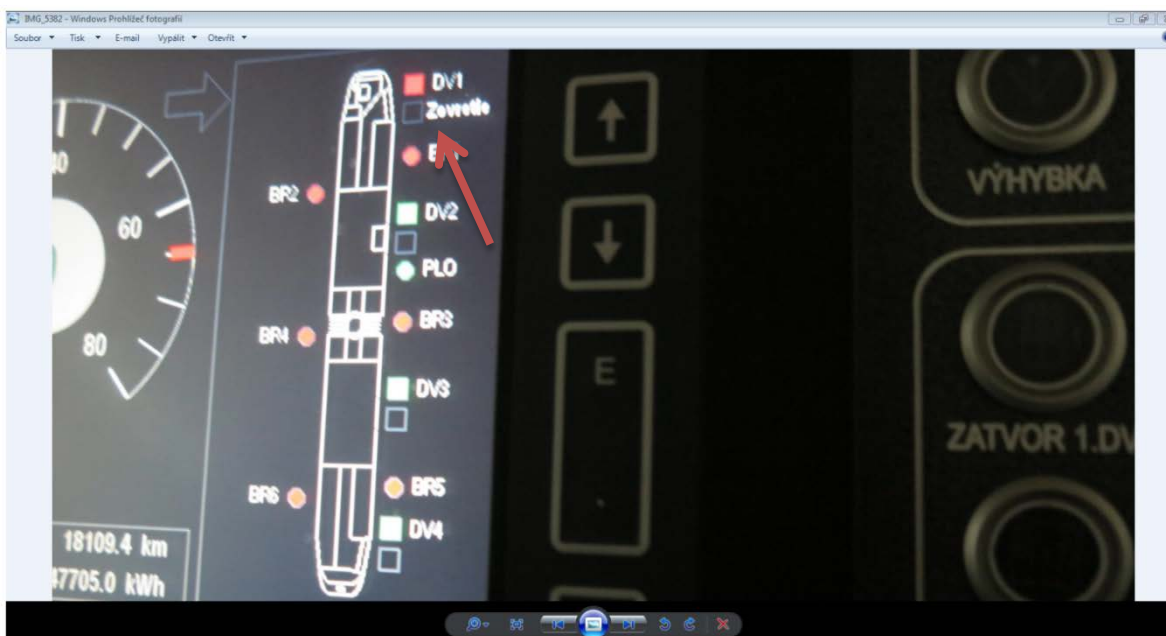 IMG_5382 - Windows Prohlížeč fotografií
Soubor Tisk E-mail Vypálit Otevřít
DV1
Zovretie
BR2
DV2
60
PLO
BR3
BR4
80
DV3
BR5
BR6
DV4
18109.4 km
47705.0 kWh
E
VÝHYBKA
ZATVOR 1.DV